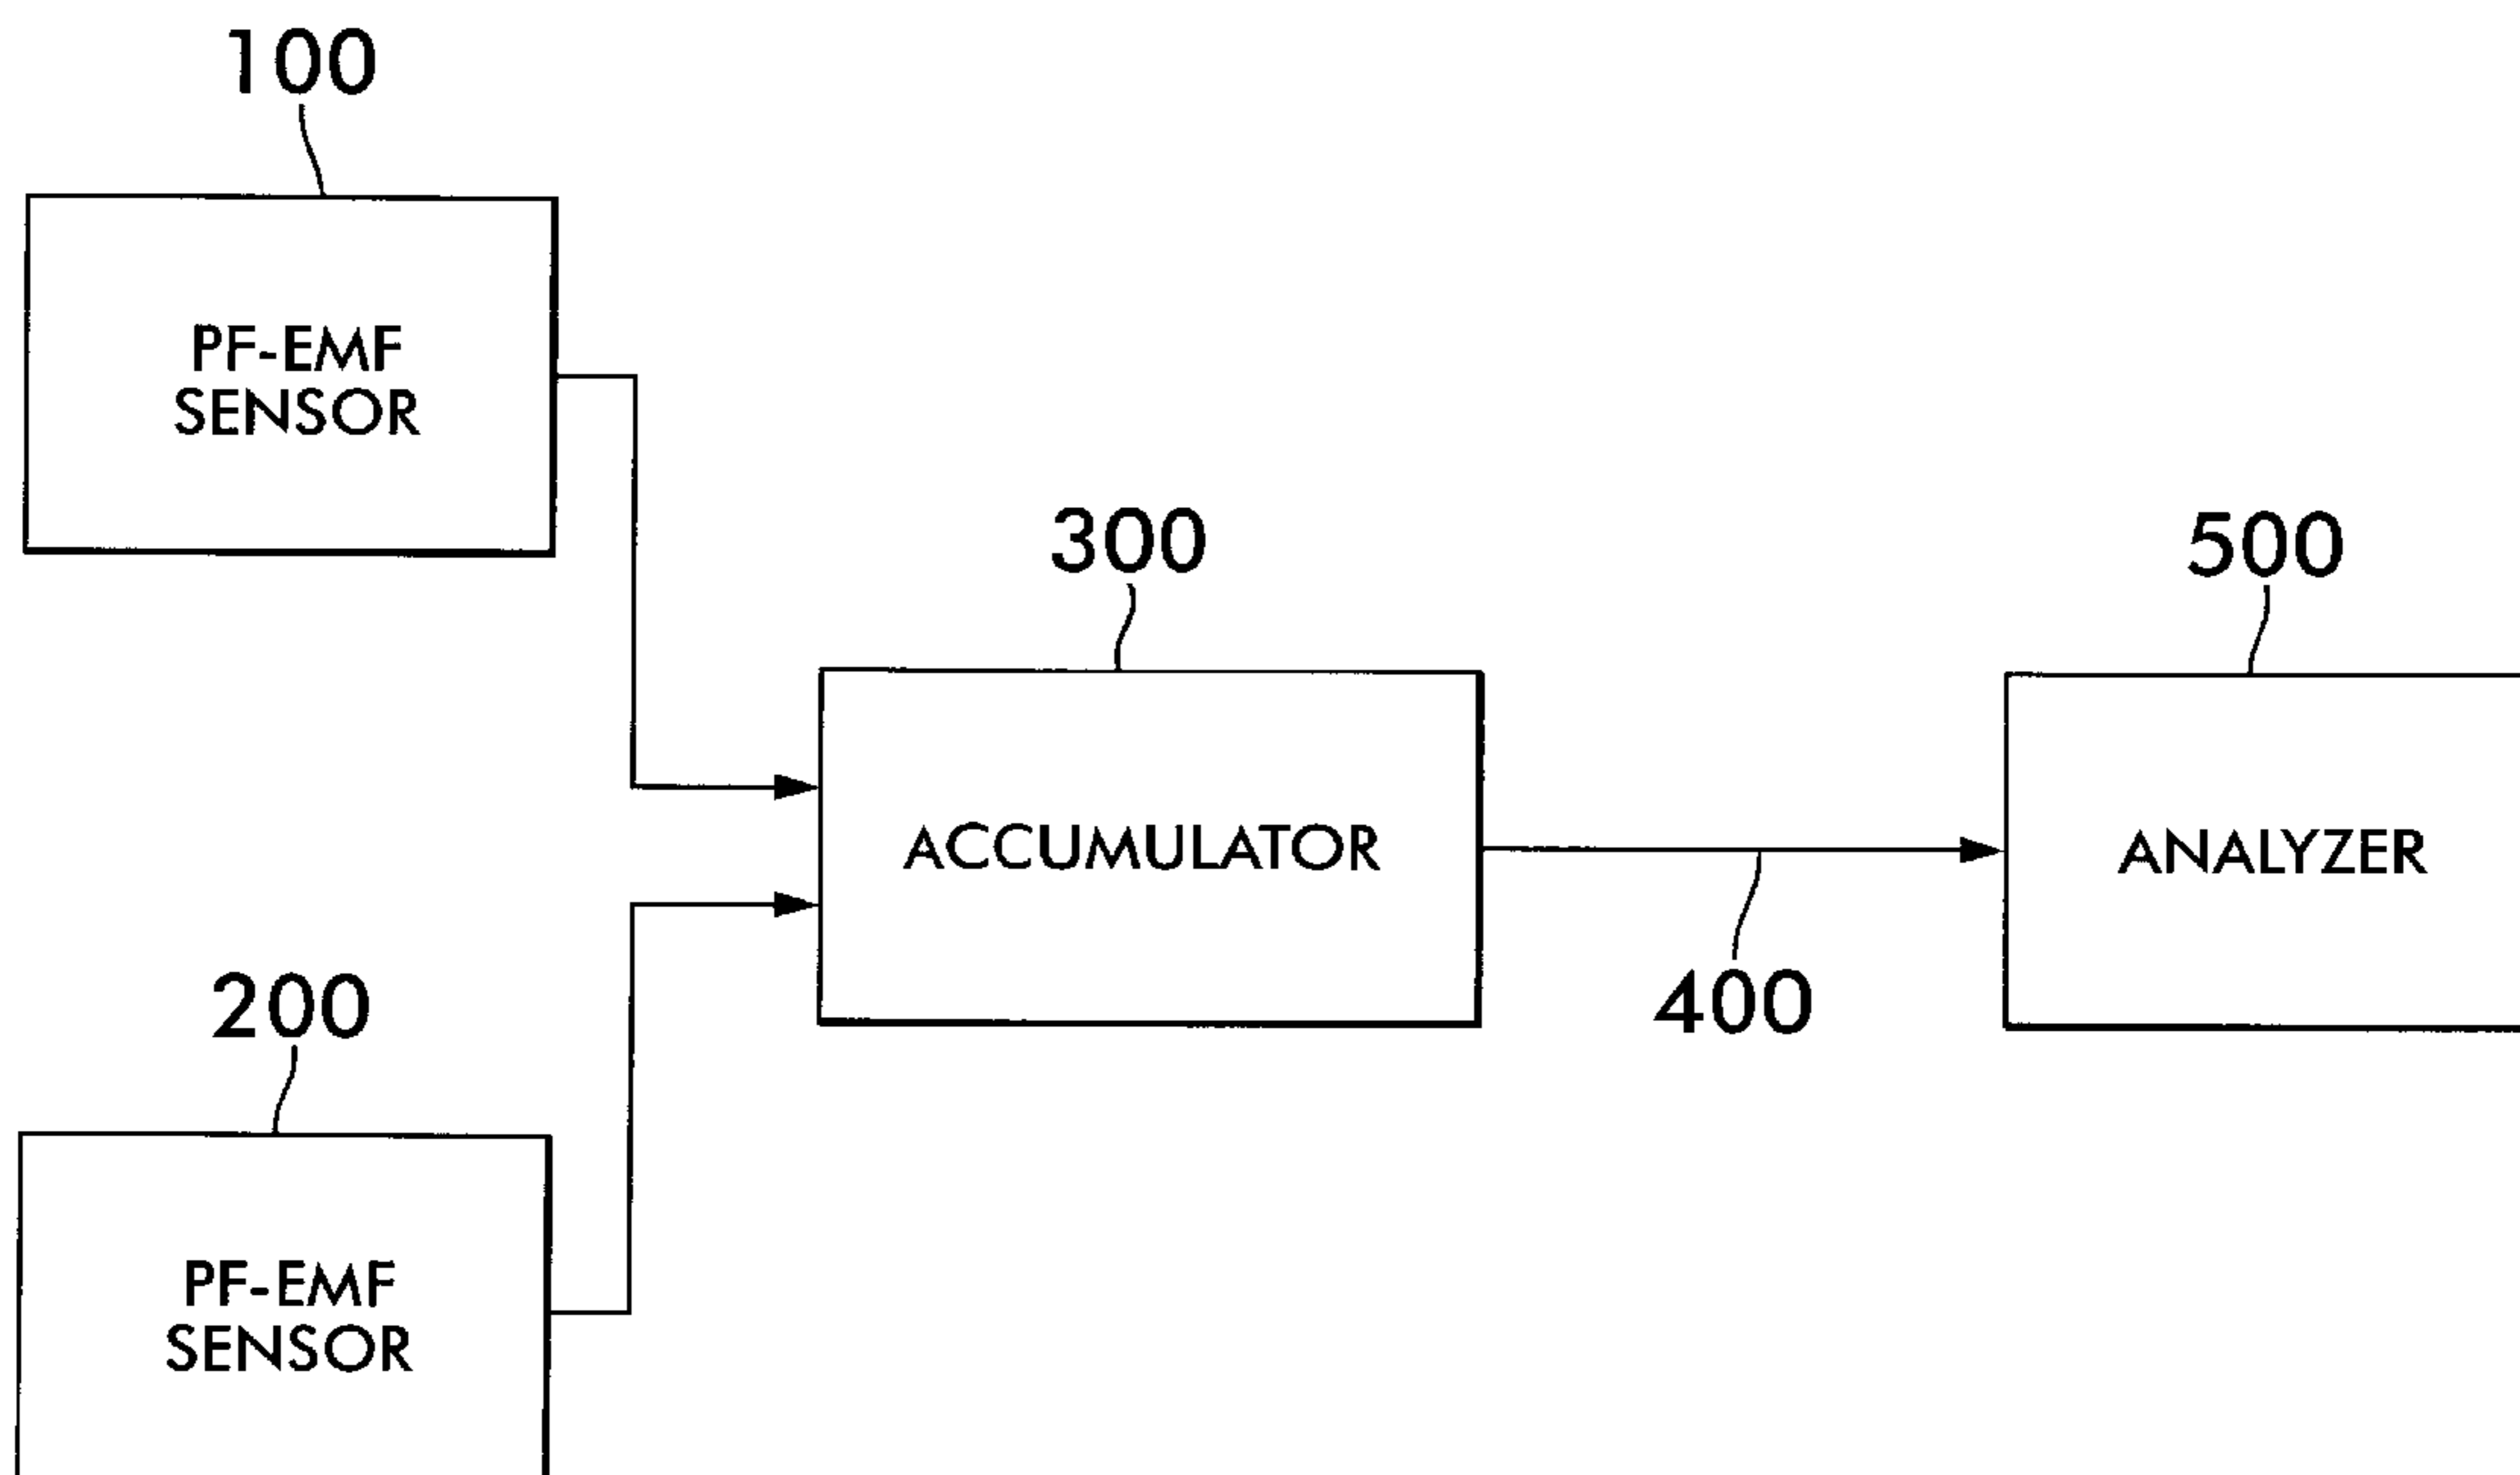 100
PF-EMF
SENSOR
300
500
ACCUMULATOR
ANALYZER
400
200
PF-EMF
SENSOR